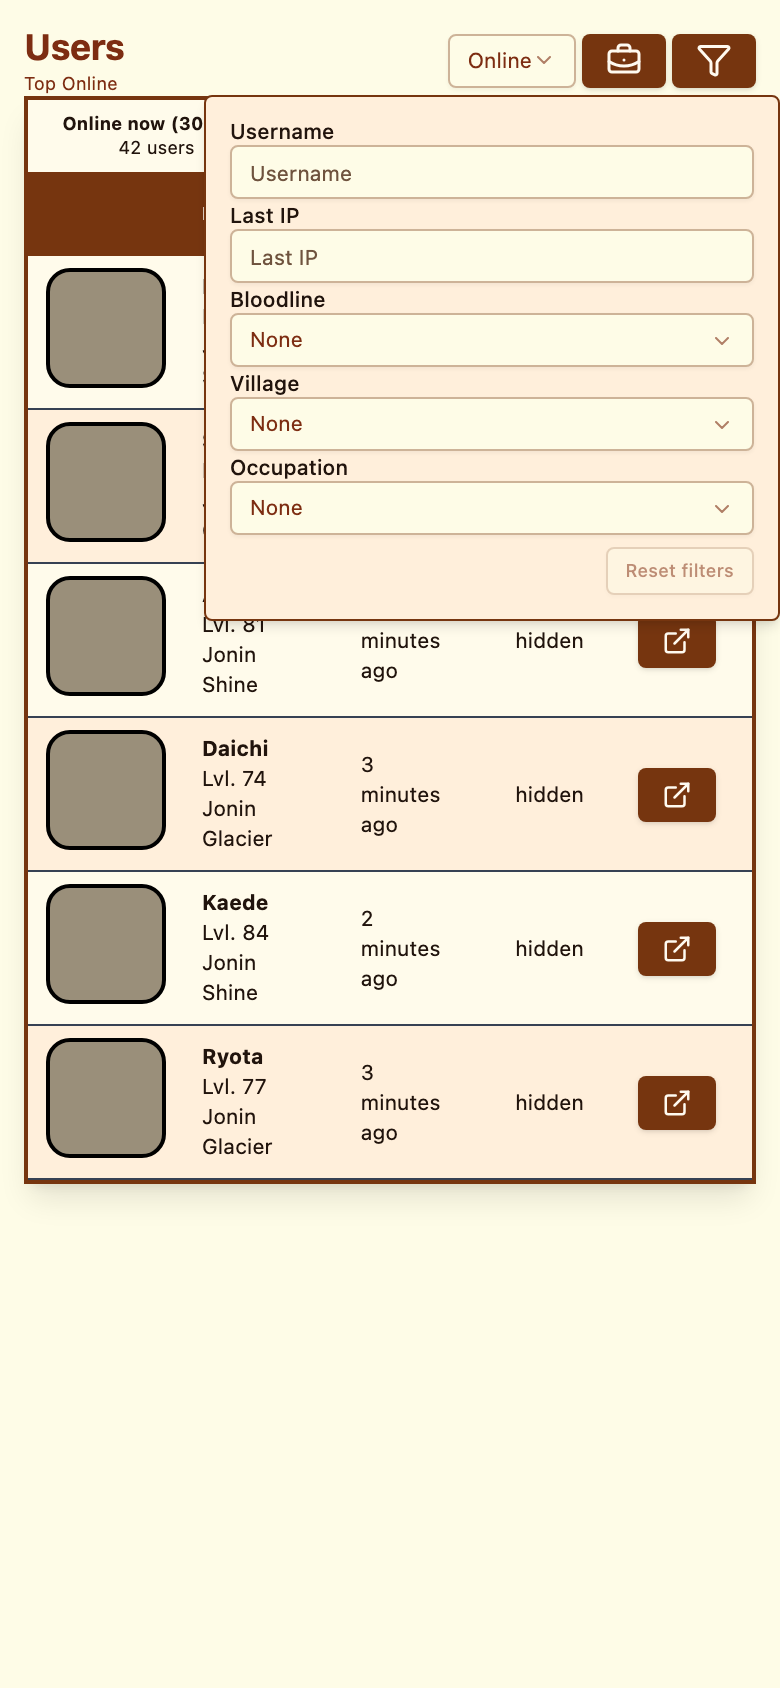 Users
Top Online
Online
Online now (30
42 users
Username
Username
Last IP
Last IP
Bloodline
None
Village
None
Occupation
None
Reset filters
Lvl. 81
Jonin
Shine
minutes
ago
hidden
Daichi
Lvl. 74
Jonin
Glacier
3
minutes
ago
hidden
Kaede
Lvl. 84
Jonin
Shine
2
minutes
ago
hidden
Ryota
Lvl. 77
Jonin
Glacier
3
minutes
ago
hidden